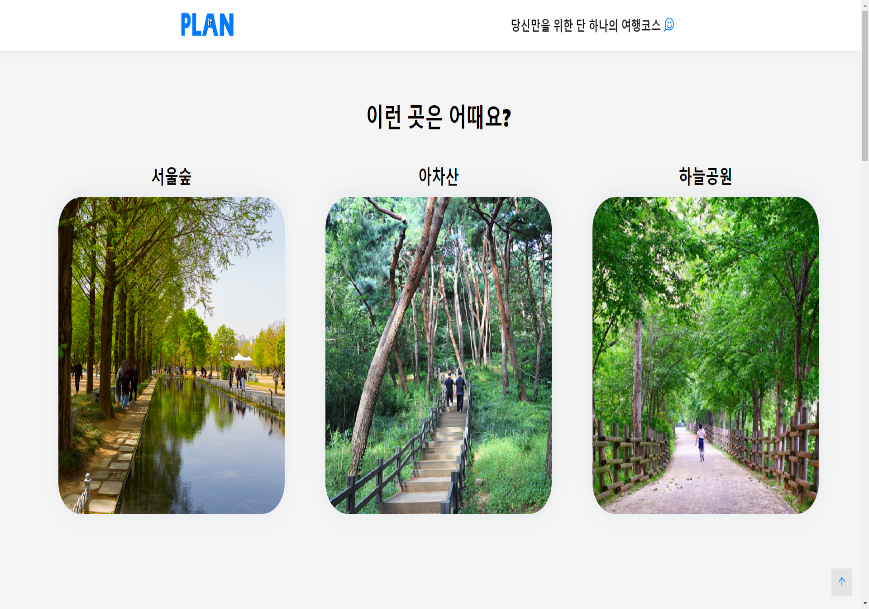 PLAN
당신만을 위한 단 하나의 여행코스
이런 곳은 어때요?
서울숲
아차산
하늘공원